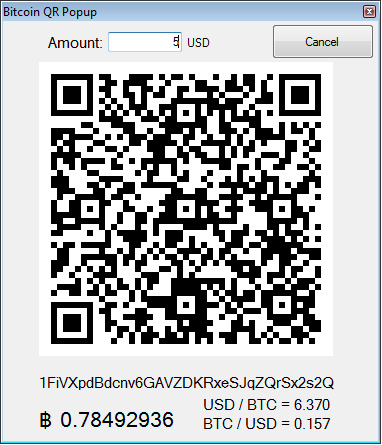 Bitcoin QR Popup
Amount: 5 USD
Cancel
1FiVXpdBdcnv6GAVZDKRxeSJqZQrSx2s2Q
฿ 0.78492936
USD / BTC = 6.370
BTC / USD = 0.157